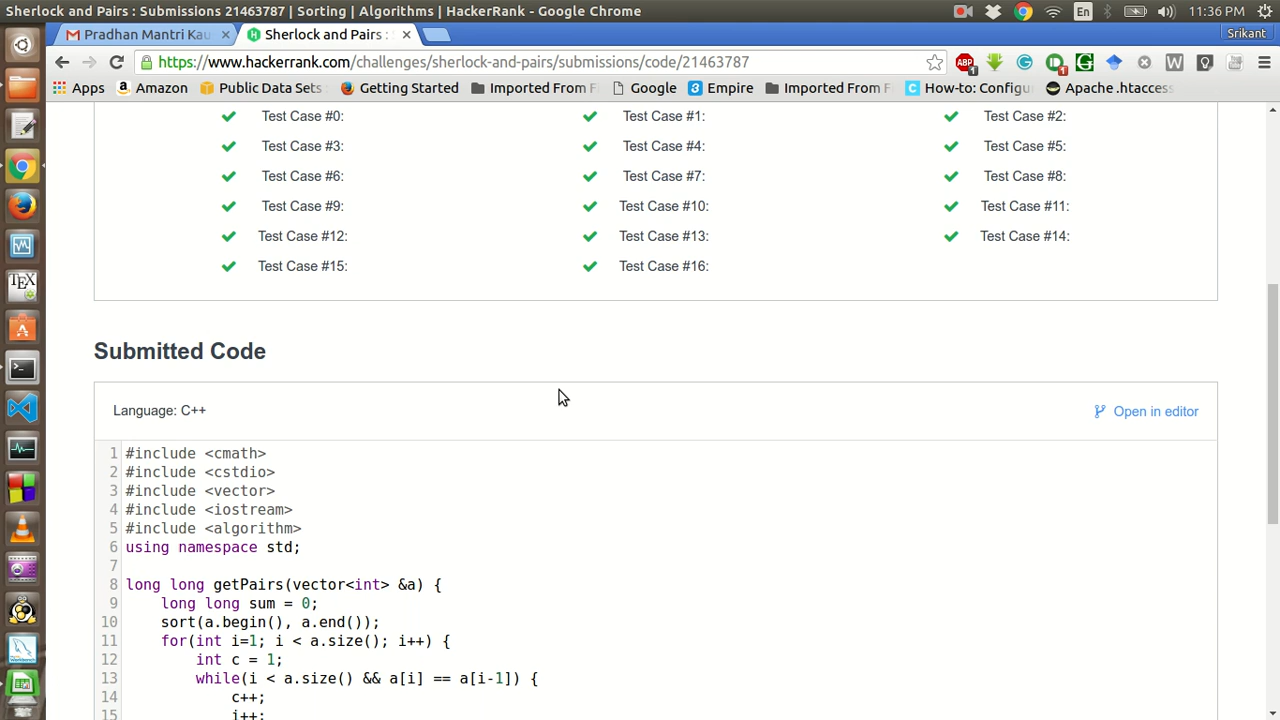 Sherlock and Pairs : Submissions 21463787 | Sorting | Algorithms | HackerRank - Google Chrome
En
11:36 PM
Pradhan Mantri Kau
Sherlock and Pairs :
Srikant
https://www.hackerrank.com/challenges/sherlock-and-pairs/submissions/code/21463787
ABP
1
1
G
W
Apps
Amazon
Public Data Sets
Getting Started
Imported From F
Google
Empire
Imported From F
How-to: Configu
Apache .htaccess
Test Case #0:
Test Case #1:
Test Case #2:
Test Case #3:
Test Case #4:
Test Case #5:
Test Case #6:
Test Case #7:
Test Case #8:
Test Case #9:
Test Case #10:
Test Case #11:
Test Case #12:
Test Case #13:
Test Case #14:
Test Case #15:
Test Case #16:
Submitted Code
Language: C++
Open in editor
1 #include <cmath>
2 #include <cstdio>
3 #include <vector>
4 #include <iostream>
5 #include <algorithm>
6 using namespace std;
7
8 long long getPairs(vector<int> &a) {
9 long long sum = 0;
10 sort(a.begin(), a.end());
11 for(int i=1; i < a.size(); i++) {
12 int c = 1;
13 while(i < a.size() && a[i] == a[i-1]) {
14 c++;
15 i++;
TEX